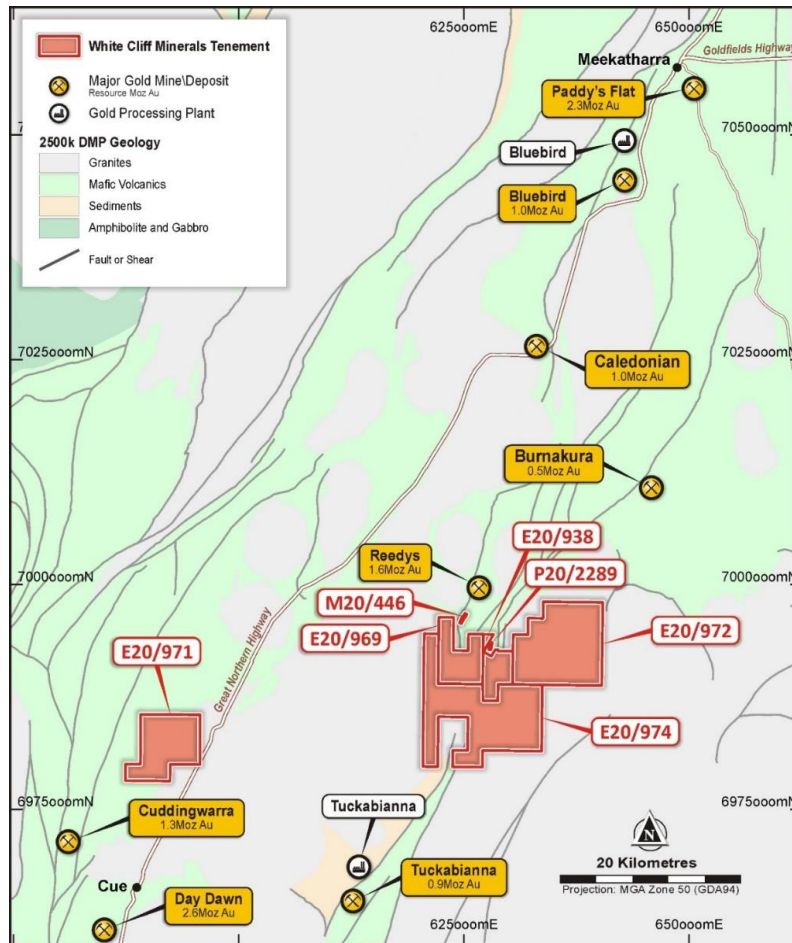 White Cliff Minerals Tenement
Major Gold Mine\Deposit
Resource Moz Au
Gold Processing Plant
2500k DMP Geology
Granites
Mafic Volcanics
Sediments
Amphibolite and Gabbro
Fault or Shear
625000mE
650000mE
Meekatharra
Goldfields Highway
Paddy's Flat
2.3Moz Au
7050000mN
Bluebird
Bluebird
1.0Moz Au
7025000mN
7025000mN
Caledonian
1.0Moz Au
Burnakura
0.5Moz Au
E20/938
Reedys
1.6Moz Au
P20/2289
7000000mN
7000000mN
M20/446
E20/969
E20/972
E20/971
Great Northern Highway
E20/974
6975000mN
6975000mN
Cuddingwarra
1.3Moz Au
Tuckabianna
N
20 Kilometres
Projection: MGA Zone 50 (GDA94)
Cue
Tuckabianna
0.9Moz Au
Day Dawn
2.6Moz Au
625000mE
650000mE